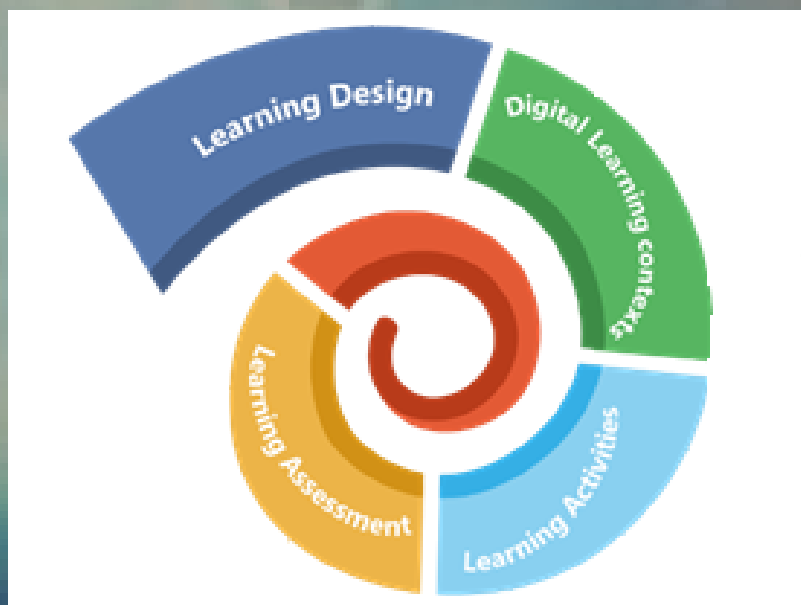 Learning Design
Digital Learning contexts
Learning Activities
Learning Assessment